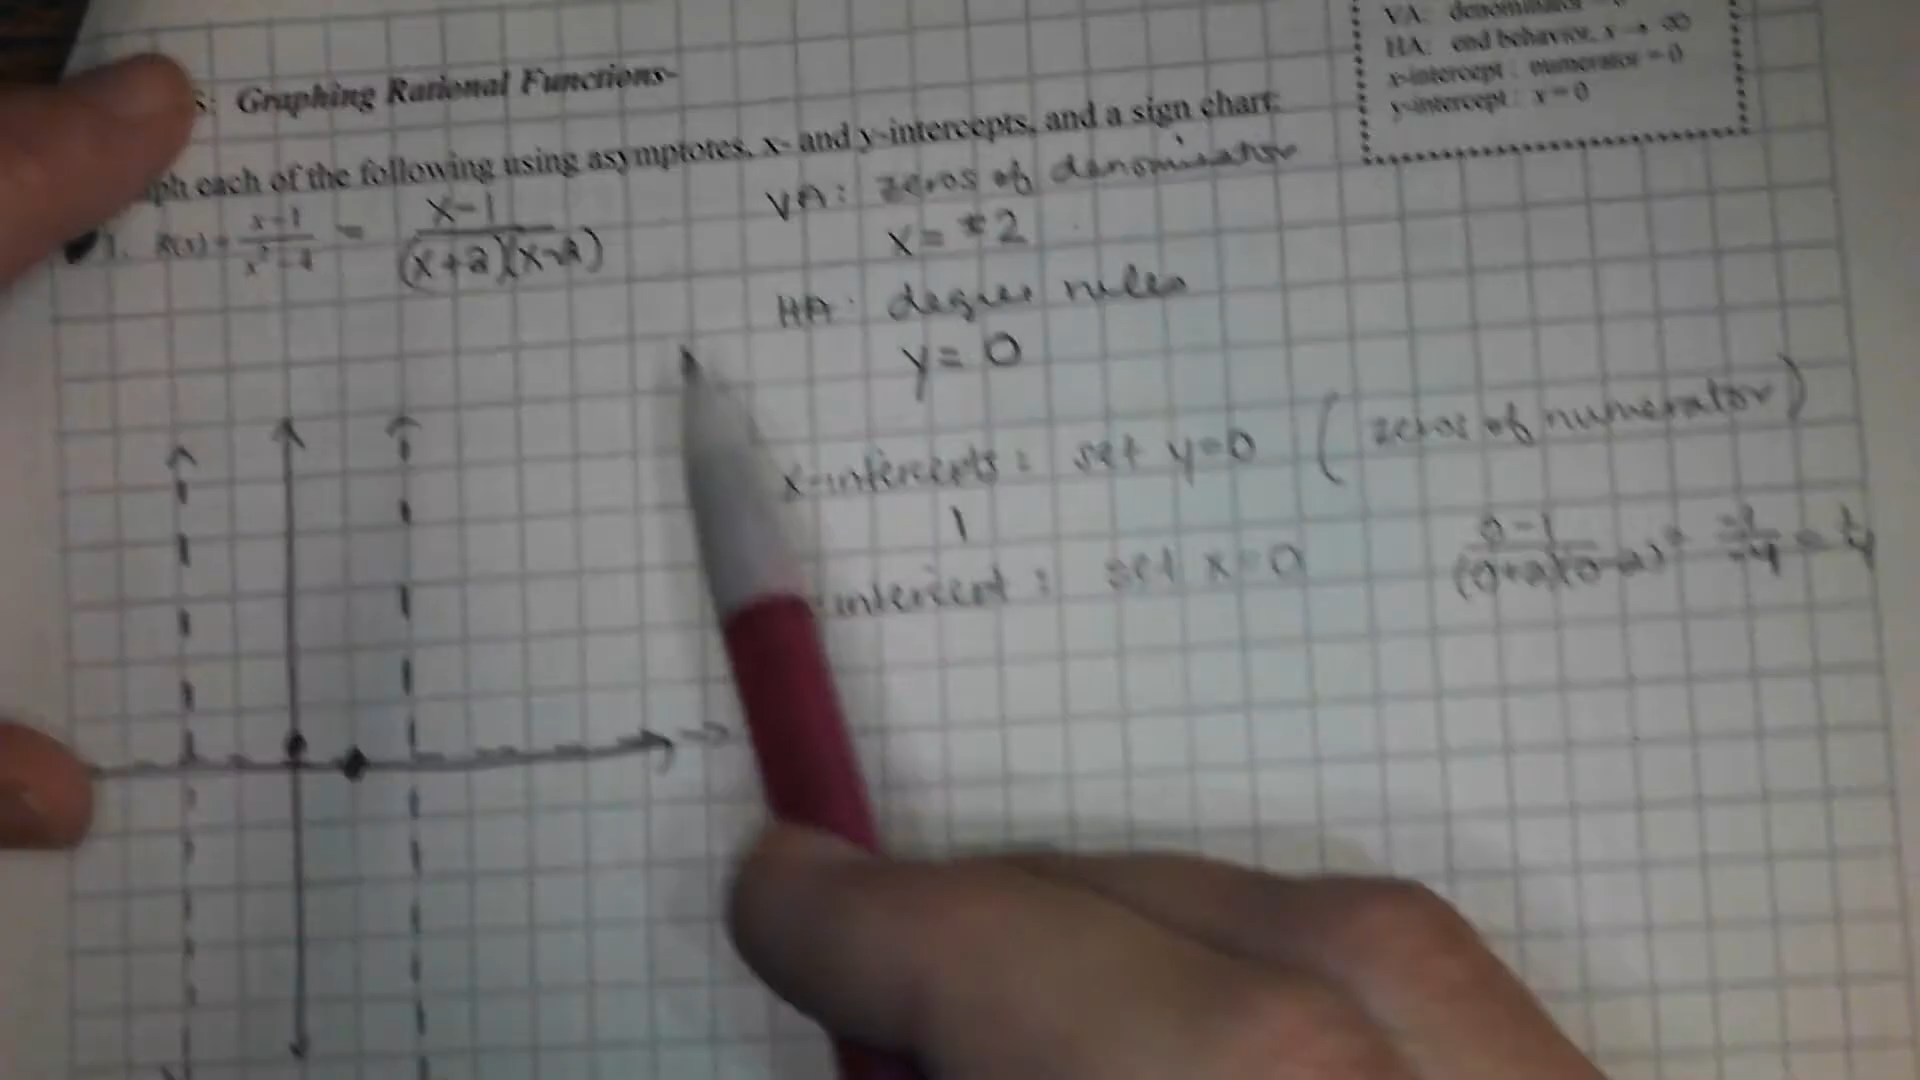 VA: denominator = 0
HA: end behavior, x → ∞
x-intercept : numerator = 0
y-intercept : x = 0
s: Graphing Rational Functions-
ph each of the following using asymptotes, x- and y-intercepts, and a sign chart:
1. R(x) = x-1 / x² - 4 = x-1 / (x+2)(x-2)
VA: zeros of denominator
x = ±2
HA: degree rules
y = 0
x-intercepts: set y=0 (zeros of numerator)
1
set x=0
0-1 / (0+2)(0-2) = -1/-4 = 1/4